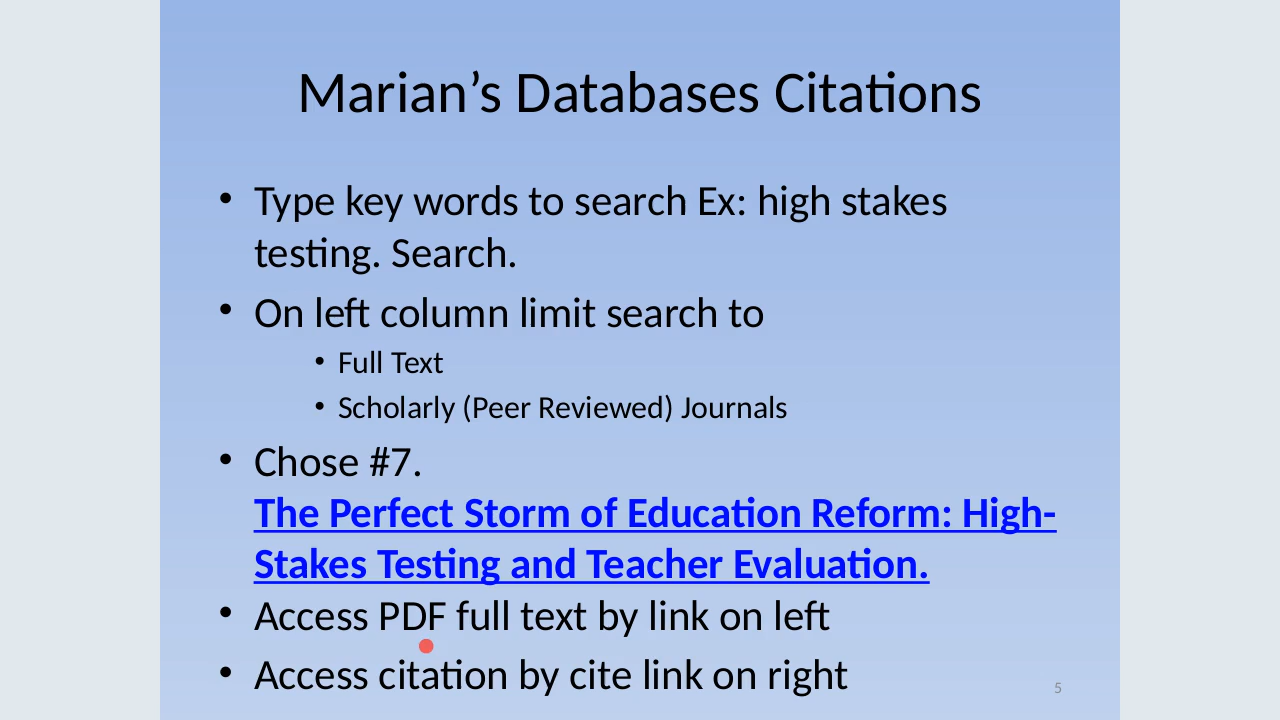 Marian’s Databases Citations
• Type key words to search Ex: high stakes
testing. Search.
• On left column limit search to
• Full Text
• Scholarly (Peer Reviewed) Journals
• Chose #7.
The Perfect Storm of Education Reform: High-
Stakes Testing and Teacher Evaluation.
• Access PDF full text by link on left
• Access citation by cite link on right
5